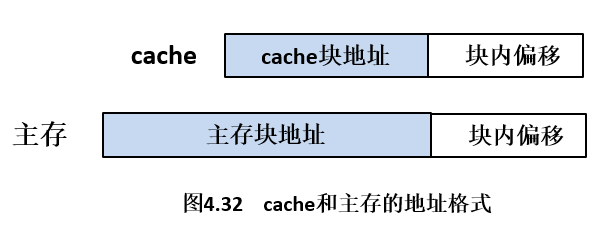 cache cache块地址 块内偏移
主存 主存块地址 块内偏移
图4.32 cache和主存的地址格式